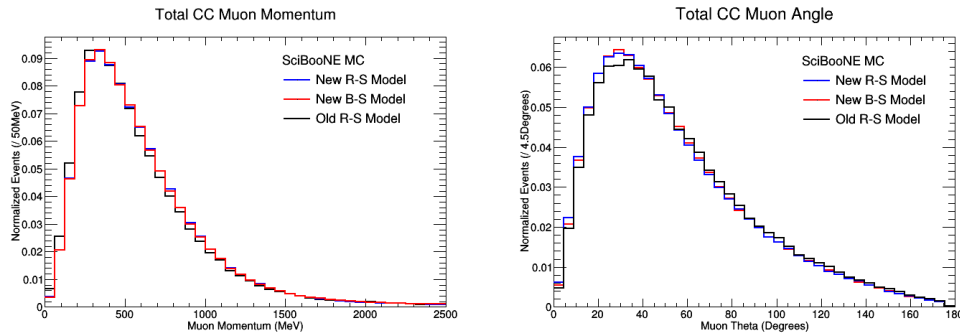 Total CC Muon Momentum
Normalized Events (/ 50MeV)
0.09
0.08
0.07
0.06
0.05
0.04
0.03
0.02
0.01
0
SciBooNE MC
New R-S Model
New B-S Model
Old R-S Model
0 500 1000 1500 2000 2500
Muon Momentum (MeV)
Total CC Muon Angle
Normalized Events (/ 4.5Degrees)
0.06
0.05
0.04
0.03
0.02
0.01
0
SciBooNE MC
New R-S Model
New B-S Model
Old R-S Model
0 20 40 60 80 100 120 140 160 180
Muon Theta (Degrees)